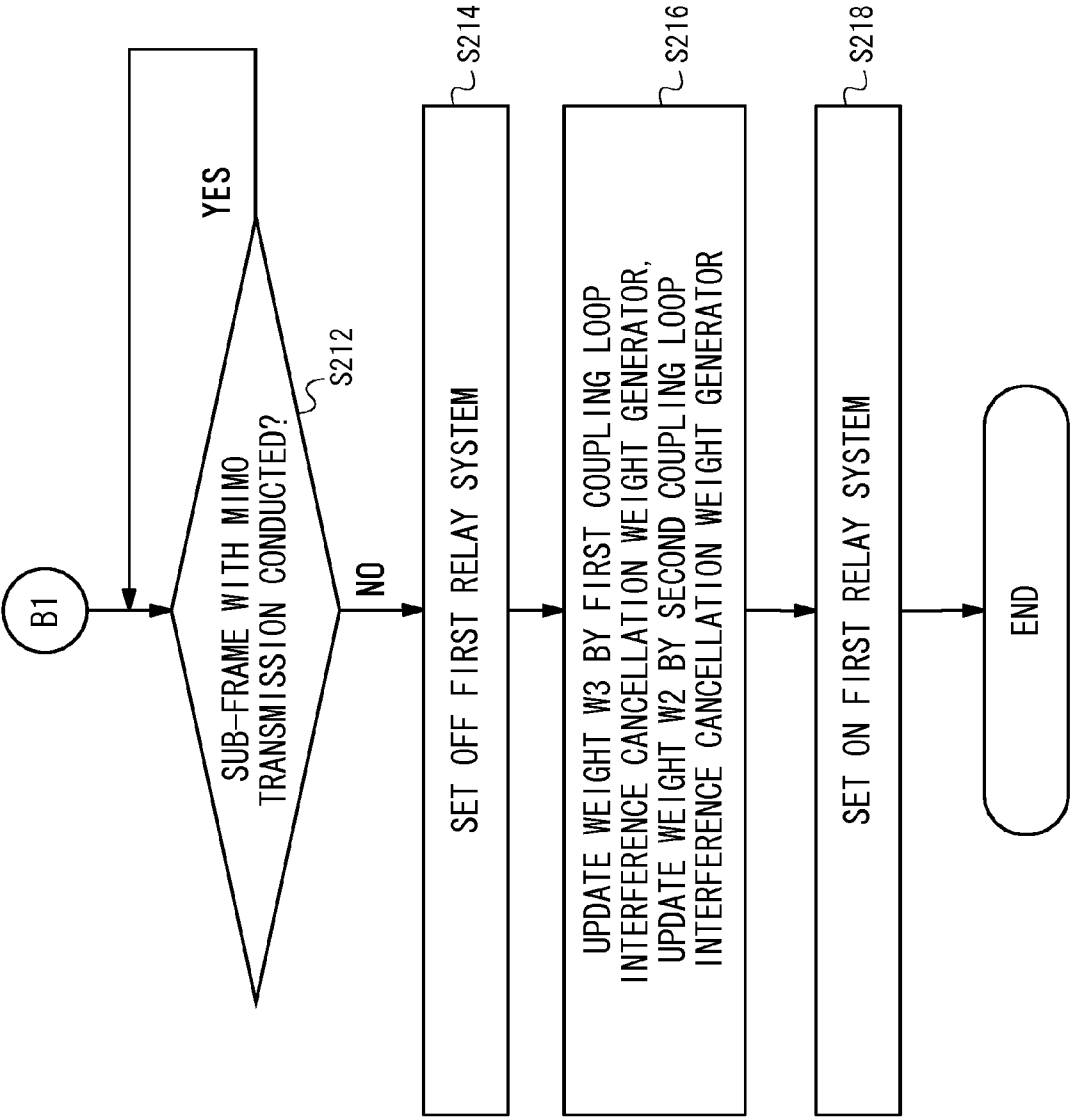 B1
YES
SUB-FRAME WITH MIMO
TRANSMISSION CONDUCTED?
S212
NO
S214
SET OFF FIRST RELAY SYSTEM
S216
UPDATE WEIGHT W3 BY FIRST COUPLING LOOP
INTERFERENCE CANCELLATION WEIGHT GENERATOR,
UPDATE WEIGHT W2 BY SECOND COUPLING LOOP
INTERFERENCE CANCELLATION WEIGHT GENERATOR
S218
SET ON FIRST RELAY SYSTEM
END